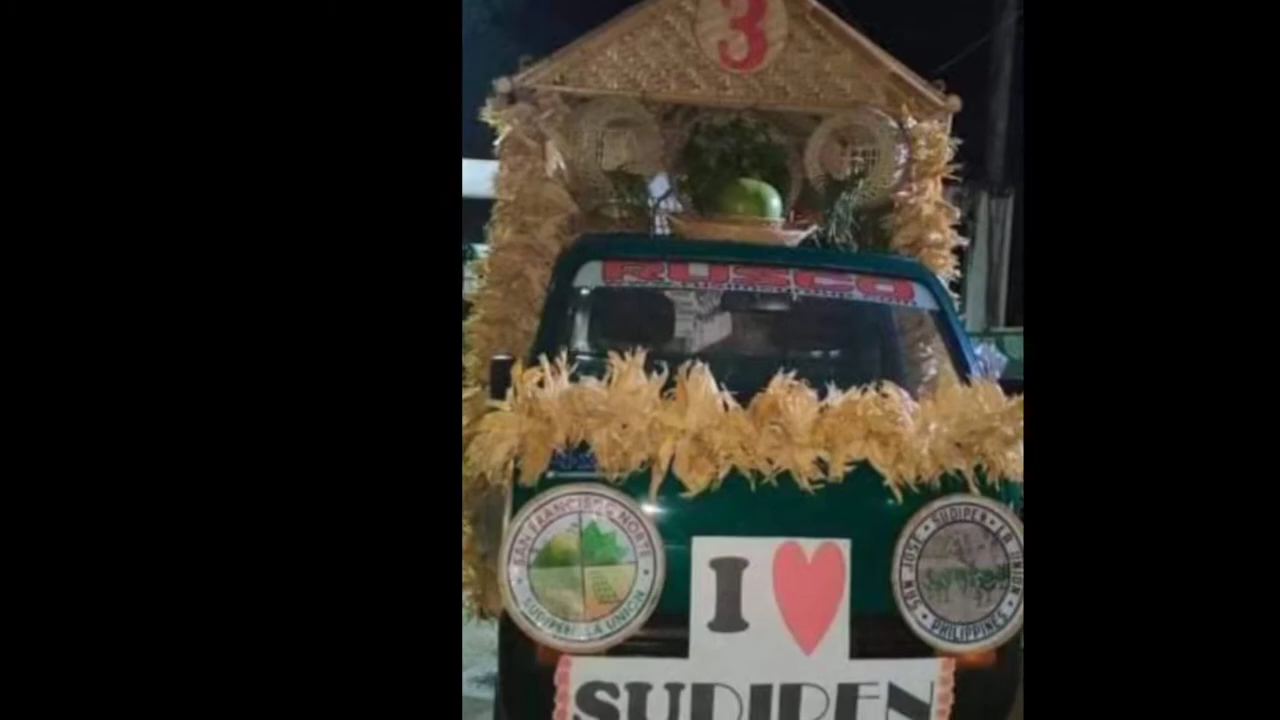 3
RUSCO
SAN FRANCISCO NORTE
SUDIPEN, LA UNION
SAN JOSE • SUDIPEN • LA UNION
• PHILIPPINES •
I ♥
SUDIPEN